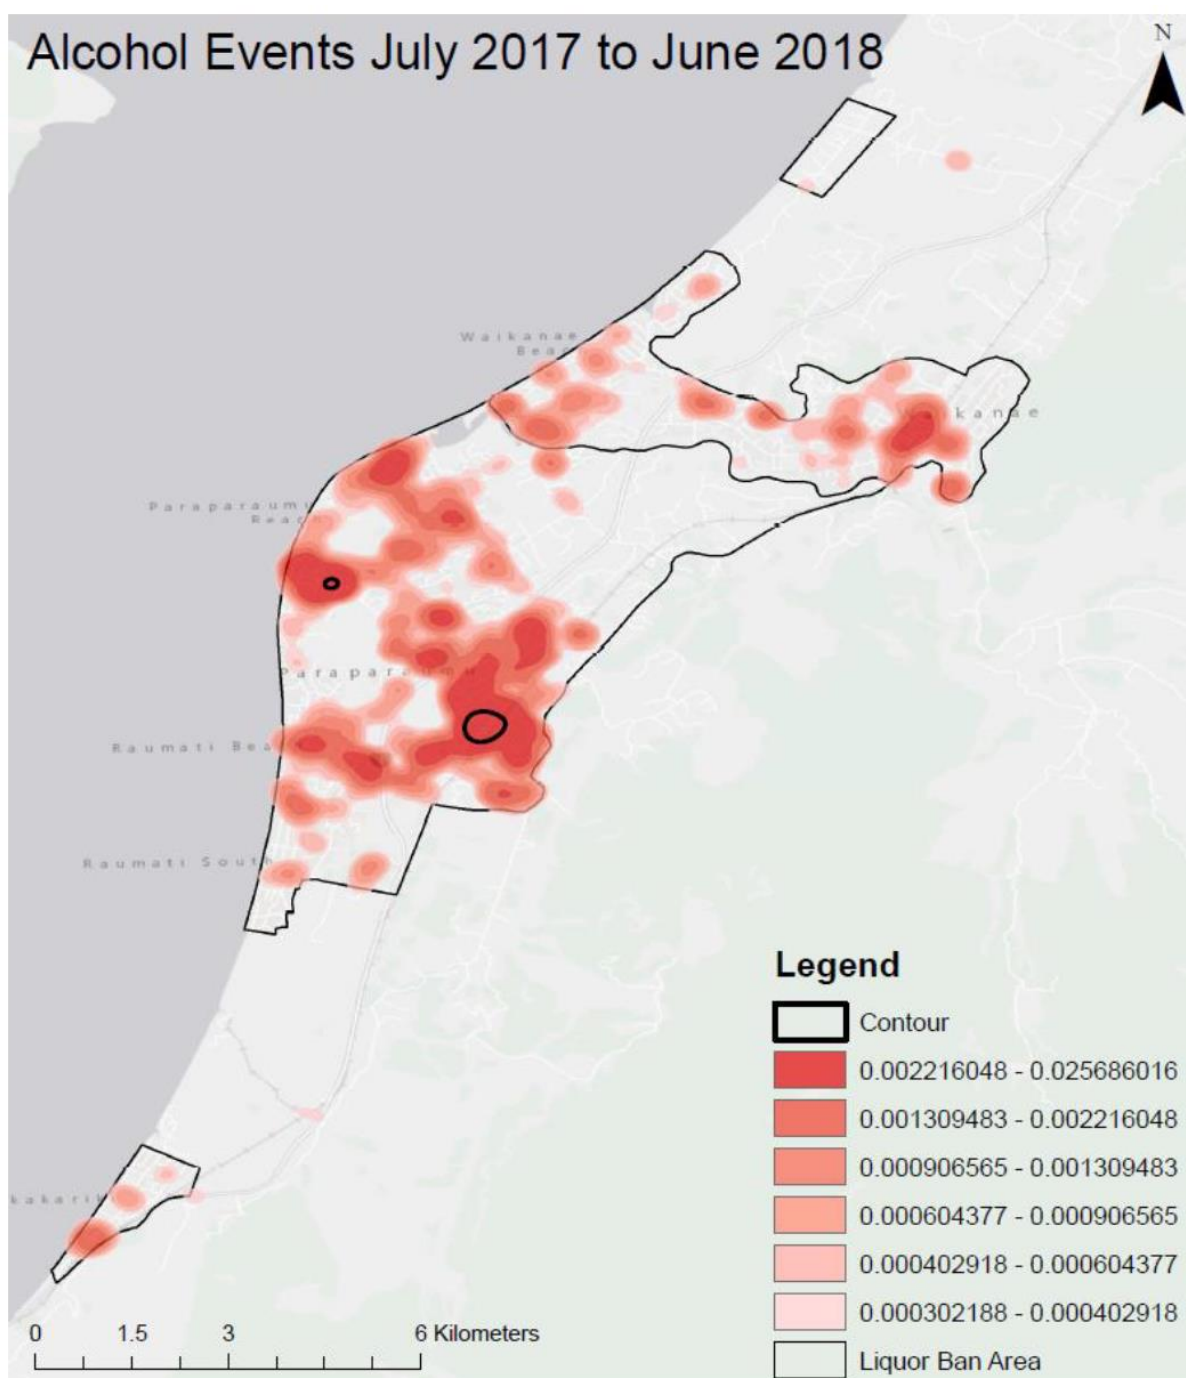 Alcohol Events July 2017 to June 2018
N
Waikanae
Beach
Waikanae
Paraparaumu
Beach
Paraparaumu
Raumati Beach
Raumati South
kakariki
Legend
Contour
0.002216048 - 0.025686016
0.001309483 - 0.002216048
0.000906565 - 0.001309483
0.000604377 - 0.000906565
0.000402918 - 0.000604377
0.000302188 - 0.000402918
Liquor Ban Area
0 1.5 3 6 Kilometers